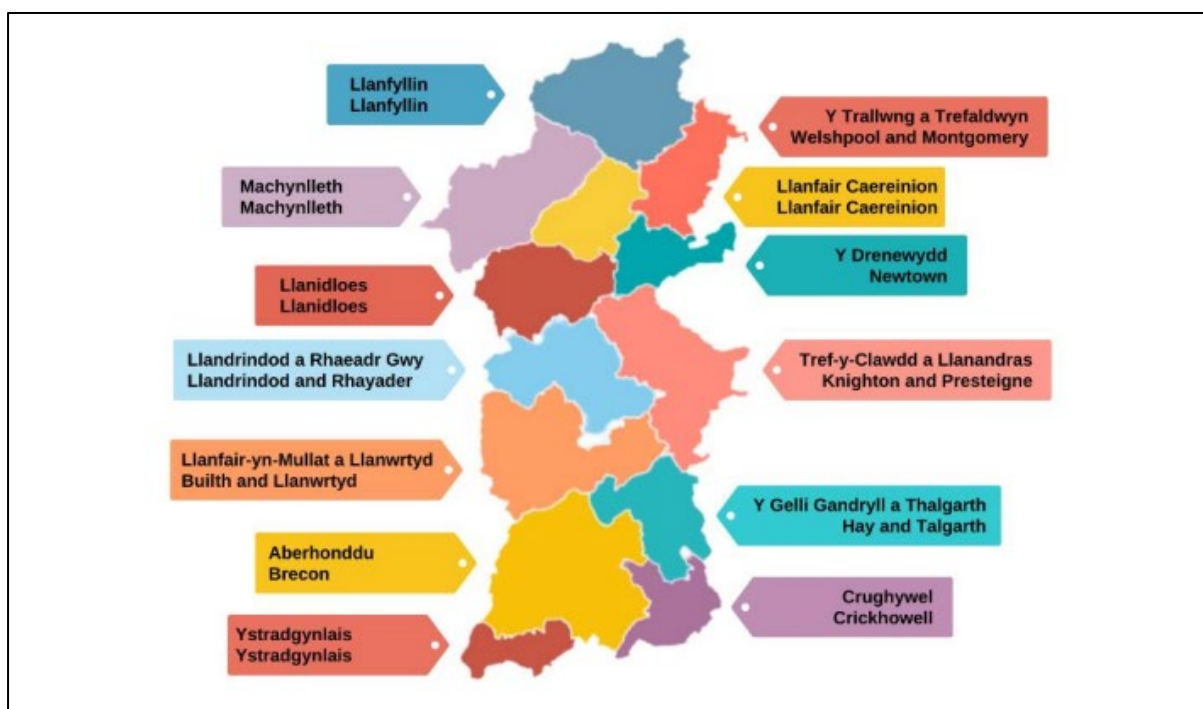 Llanfyllin
Llanfyllin
Y Trallwng a Trefaldwyn
Welshpool and Montgomery
Machynlleth
Machynlleth
Llanfair Caereinion
Llanfair Caereinion
Y Drenewydd
Newtown
Llanidloes
Llanidloes
Llandrindod a Rhaeadr Gwy
Llandrindod and Rhayader
Tref-y-Clawdd a Llanandras
Knighton and Presteigne
Llanfair-yn-Mullat a Llanwrtyd
Builth and Llanwrtyd
Y Gelli Gandryll a Thalgarth
Hay and Talgarth
Aberhonddu
Brecon
Crughywel
Crickhowell
Ystradgynlais
Ystradgynlais